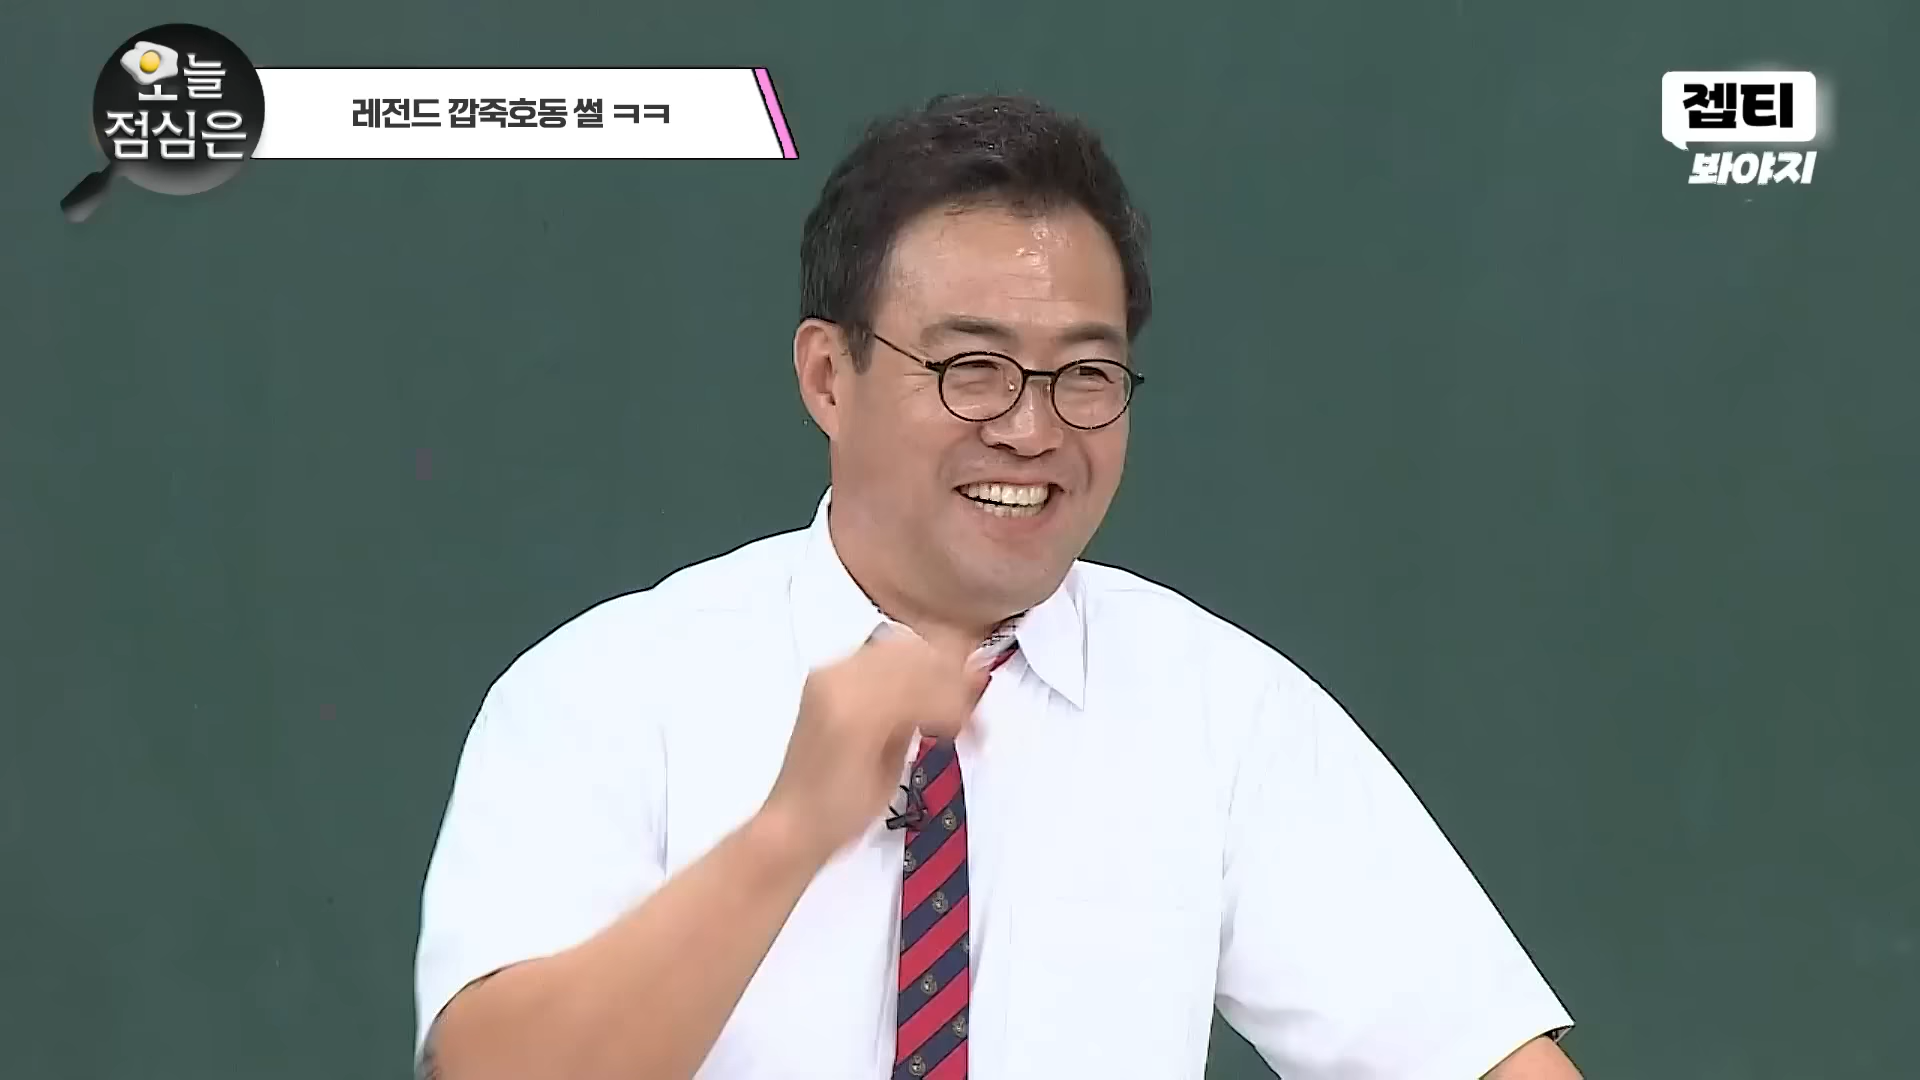 오늘
점심은
레전드 깝죽호동 썰 ㅋㅋ
젭티
봐야지